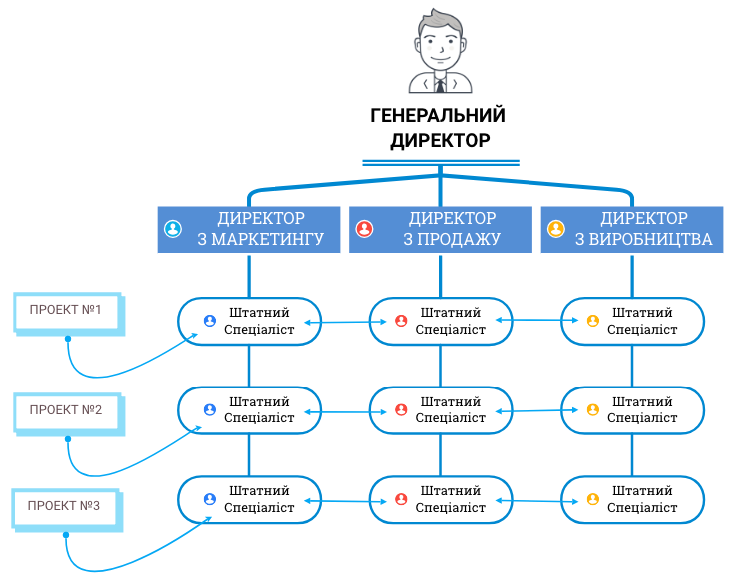 ГЕНЕРАЛЬНИЙ
ДИРЕКТОР
ДИРЕКТОР
З МАРКЕТИНГУ
ДИРЕКТОР
З ПРОДАЖУ
ДИРЕКТОР
З ВИРОБНИЦТВА
ПРОЕКТ №1
Штатний
Спеціаліст
Штатний
Спеціаліст
Штатний
Спеціаліст
ПРОЕКТ №2
Штатний
Спеціаліст
Штатний
Спеціаліст
Штатний
Спеціаліст
ПРОЕКТ №3
Штатний
Спеціаліст
Штатний
Спеціаліст
Штатний
Спеціаліст